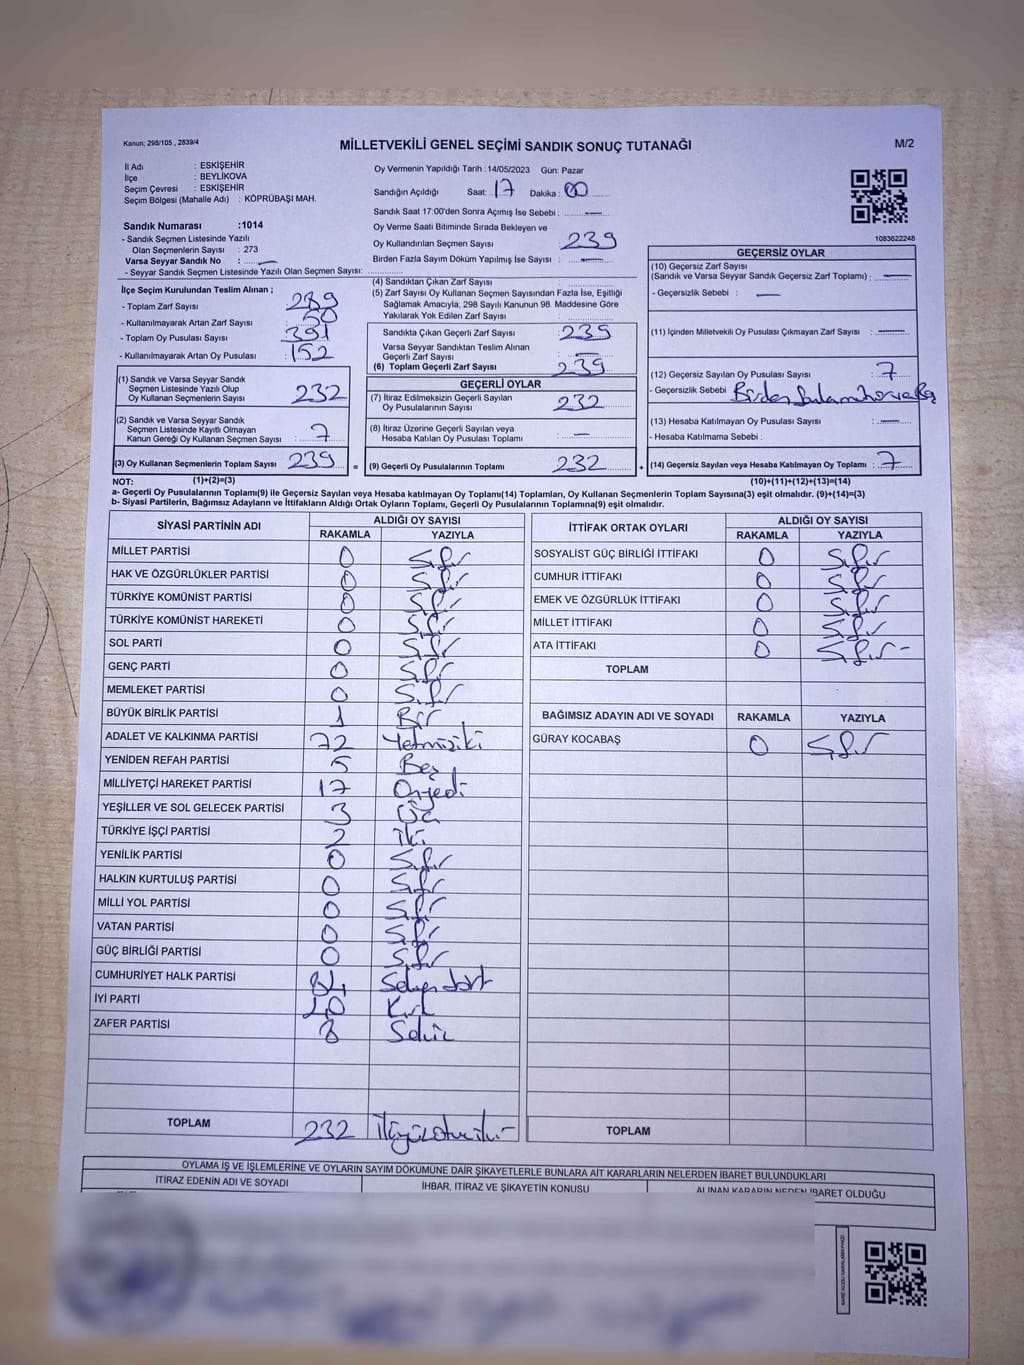 Kanun; 298/105 , 2839/4
MİLLETVEKİLİ GENEL SEÇİMİ SANDIK SONUÇ TUTANAĞI
M/2
İl Adı : ESKİŞEHİR
İlçe : BEYLİKOVA
Seçim Çevresi : ESKİŞEHİR
Seçim Bölgesi (Mahalle Adı) : KÖPRÜBAŞI MAH.
Sandık Numarası :1014
- Sandık Seçmen Listesinde Yazılı
Olan Seçmenlerin Sayısı : 273
Varsa Seyyar Sandık No : —
- Seyyar Sandık Seçmen Listesinde Yazılı Olan Seçmen Sayısı:
Oy Vermenin Yapıldığı Tarih : 14/05/2023 Gün: Pazar
Sandığın Açıldığı Saat: 17 Dakika : 00
Sandık Saat 17:00'den Sonra Açımış İse Sebebi : —
Oy Verme Saati Bitiminde Sırada Bekleyen ve
Oy Kullandırılan Seçmen Sayısı : 239
Birden Fazla Sayım Döküm Yapılmış İse Sayısı : —
1083622248
İlçe Seçim Kurulundan Teslim Alınan ;
- Toplam Zarf Sayısı : 289
- Kullanılmayarak Artan Zarf Sayısı : 50
- Toplam Oy Pusulası Sayısı : 391
- Kullanılmayarak Artan Oy Pusulası : 152
(1) Sandık ve Varsa Seyyar Sandık
Seçmen Listesinde Yazılı Olup
Oy Kullanan Seçmenlerin Sayısı : 232
(2) Sandık ve Varsa Seyyar Sandık
Seçmen Listesinde Kayıtlı Olmayan
Kanun Gereği Oy Kullanan Seçmen Sayısı : 7
(3) Oy Kullanan Seçmenlerin Toplam Sayısı : 239 =
(4) Sandıktan Çıkan Zarf Sayısı :
(5) Zarf Sayısı Oy Kullanan Seçmen Sayısından Fazla İse, Eşitliği
Sağlamak Amacıyla; 298 Sayılı Kanunun 98. Maddesine Göre
Yakılarak Yok Edilen Zarf Sayısı :
Sandıkta Çıkan Geçerli Zarf Sayısı : 239
Varsa Seyyar Sandıktan Teslim Alınan
Geçerli Zarf Sayısı : —
(6) Toplam Geçerli Zarf Sayısı : 239
GEÇERLİ OYLAR
(7) İtiraz Edilmeksizin Geçerli Sayılan
Oy Pusulalarının Sayısı : 232
(8) İtiraz Üzerine Geçerli Sayılan veya
Hesaba Katılan Oy Pusulası Toplamı : —
(9) Geçerli Oy Pusulalarının Toplamı : 232 +
GEÇERSİZ OYLAR
(10) Geçersiz Zarf Sayısı
(Sandık ve Varsa Seyyar Sandık Geçersiz Zarf Toplamı) : —
- Geçersizlik Sebebi : —
(11) İçinden Milletvekili Oy Pusulası Çıkmayan Zarf Sayısı : —
(12) Geçersiz Sayılan Oy Pusulası Sayısı : 7
- Geçersizlik Sebebi : Birden
(13) Hesaba Katılmayan Oy Pusulası Sayısı : —
- Hesaba Katılmama Sebebi :
(14) Geçersiz Sayılan veya Hesaba Katılmayan Oy Toplamı : 7
NOT: (1)+(2)=(3)
(10)+(11)+(12)+(13)=(14)
a- Geçerli Oy Pusulalarının Toplamı(9) ile Geçersiz Sayılan veya Hesaba katılmayan Oy Toplamı(14) Toplamları, Oy Kullanan Seçmenlerin Toplam Sayısına(3) eşit olmalıdır. (9)+(14)=(3)
b- Siyasi Partilerin, Bağımsız Adayların ve İttifakların Aldığı Ortak Oyların Toplamı, Geçerli Oy Pusulalarının Toplamına(9) eşit olmalıdır.
SİYASİ PARTİNİN ADI ALDIĞI OY SAYISI
RAKAMLA YAZIYLA
MİLLET PARTİSİ 0 Sıfır
HAK VE ÖZGÜRLÜKLER PARTİSİ 0 Sıfır
TÜRKİYE KOMÜNİST PARTİSİ 0 Sıfır
TÜRKİYE KOMÜNİST HAREKETİ 0 Sıfır
SOL PARTİ 0 Sıfır
GENÇ PARTİ 0 Sıfır
MEMLEKET PARTİSİ 0 Sıfır
BÜYÜK BİRLİK PARTİSİ 1 Bir
ADALET VE KALKINMA PARTİSİ 72 Yetmişiki
YENİDEN REFAH PARTİSİ 5 Beş
MİLLİYETÇİ HAREKET PARTİSİ 17 Onyedi
YEŞİLLER VE SOL GELECEK PARTİSİ 3 Üç
TÜRKİYE İŞÇİ PARTİSİ 2 İki
YENİLİK PARTİSİ 0 Sıfır
HALKIN KURTULUŞ PARTİSİ 0 Sıfır
MİLLİ YOL PARTİSİ 0 Sıfır
VATAN PARTİSİ 0 Sıfır
GÜÇ BİRLİĞİ PARTİSİ 0 Sıfır
CUMHURİYET HALK PARTİSİ 84 Seksendört
İYİ PARTİ 40 Kırk
ZAFER PARTİSİ 8 Sekiz
TOPLAM 232 İkiyüzotuziki
İTTİFAK ORTAK OYLARI ALDIĞI OY SAYISI
RAKAMLA YAZIYLA
SOSYALİST GÜÇ BİRLİĞİ İTTİFAKI 0 Sıfır
CUMHUR İTTİFAKI 0 Sıfır
EMEK VE ÖZGÜRLÜK İTTİFAKI 0 Sıfır
MİLLET İTTİFAKI 0 Sıfır
ATA İTTİFAKI 0 Sıfır
TOPLAM
BAĞIMSIZ ADAYIN ADI VE SOYADI RAKAMLA YAZIYLA
GÜRAY KOCABAŞ 0 Sıfır
TOPLAM
OYLAMA İŞ VE İŞLEMLERİNE VE OYLARIN SAYIM DÖKÜMÜNE DAİR ŞİKAYETLERLE BUNLARA AİT KARARLARIN NELERDEN İBARET BULUNDUKLARI
İTİRAZ EDENİN ADI VE SOYADI İHBAR, İTİRAZ VE ŞİKAYETİN KONUSU ALINAN KARARIN NEDEN İBARET OLDUĞU